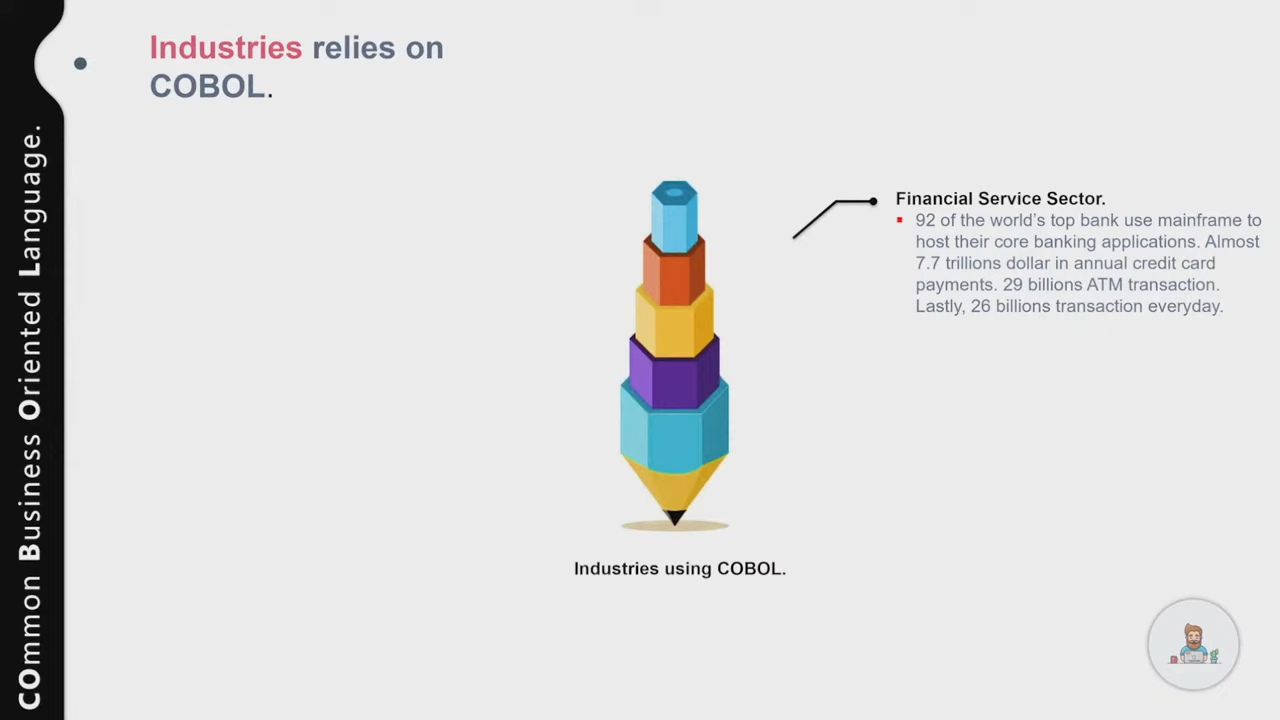 COmmon Business Oriented Language.
Industries relies on
COBOL.
Financial Service Sector.
92 of the world's top bank use mainframe to
host their core banking applications. Almost
7.7 trillions dollar in annual credit card
payments. 29 billions ATM transaction.
Lastly, 26 billions transaction everyday.
Industries using COBOL.